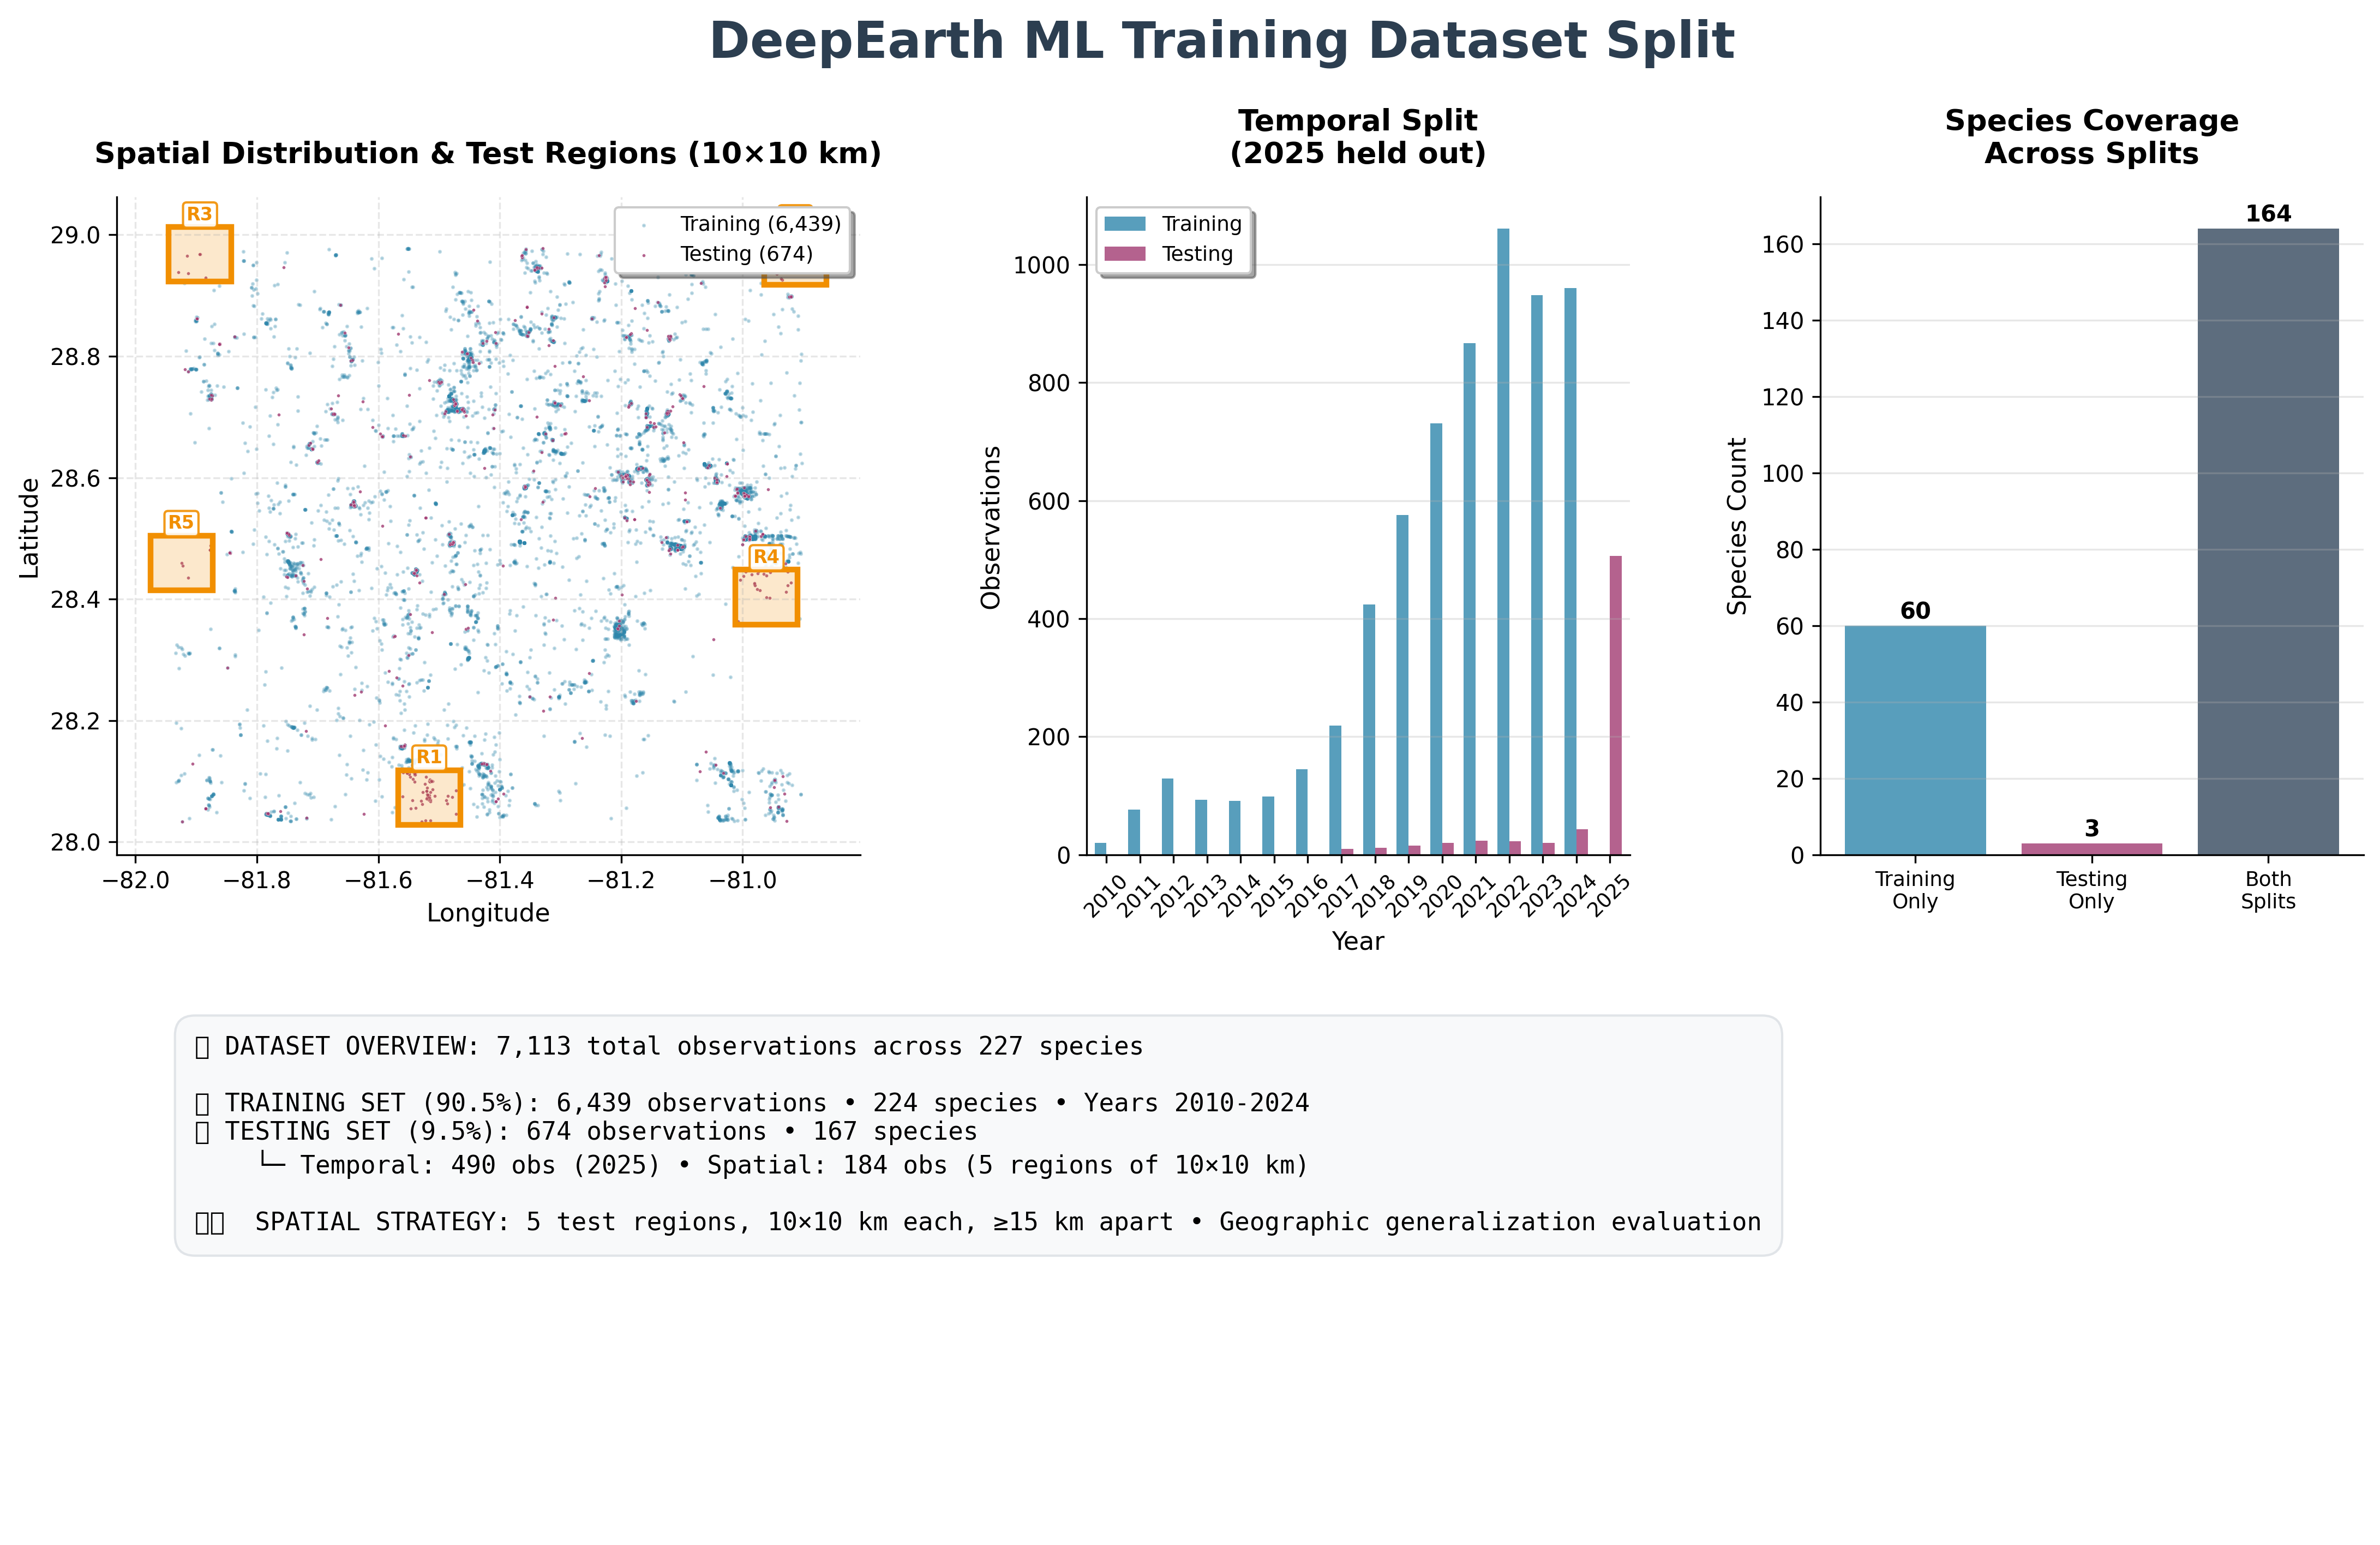 DeepEarth ML Training Dataset Split
Spatial Distribution & Test Regions (10×10 km)
Training (6,439)
Testing (674)
R3
R5
R4
R1
29.0
28.8
28.6
28.4
28.2
28.0
Latitude
−82.0 −81.8 −81.6 −81.4 −81.2 −81.0
Longitude
Temporal Split
(2025 held out)
Training
Testing
1000
800
600
400
200
0
Observations
2010 2011 2012 2013 2014 2015 2016 2017 2018 2019 2020 2021 2022 2023 2024 2025
Year
Species Coverage
Across Splits
160
140
120
100
80
60
40
20
0
Species Count
60
3
164
Training
Only
Testing
Only
Both
Splits
DATASET OVERVIEW: 7,113 total observations across 227 species
TRAINING SET (90.5%): 6,439 observations • 224 species • Years 2010-2024
TESTING SET (9.5%): 674 observations • 167 species
└─ Temporal: 490 obs (2025) • Spatial: 184 obs (5 regions of 10×10 km)
SPATIAL STRATEGY: 5 test regions, 10×10 km each, ≥15 km apart • Geographic generalization evaluation